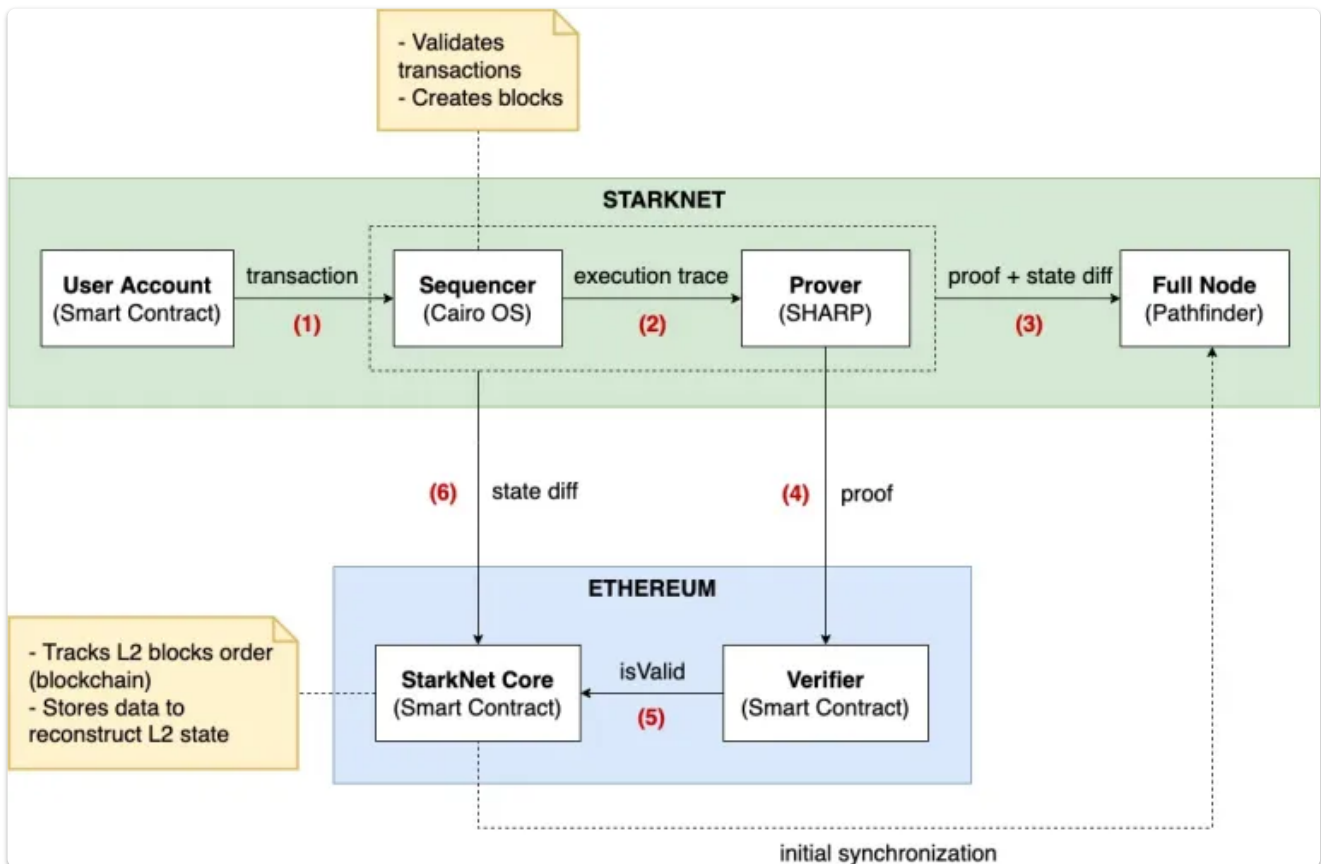 - Validates
transactions
- Creates blocks
STARKNET
User Account
(Smart Contract)
transaction
(1)
Sequencer
(Cairo OS)
execution trace
(2)
Prover
(SHARP)
proof + state diff
(3)
Full Node
(Pathfinder)
(6)
state diff
(4)
proof
ETHEREUM
- Tracks L2 blocks order
(blockchain)
- Stores data to
reconstruct L2 state
StarkNet Core
(Smart Contract)
isValid
(5)
Verifier
(Smart Contract)
initial synchronization